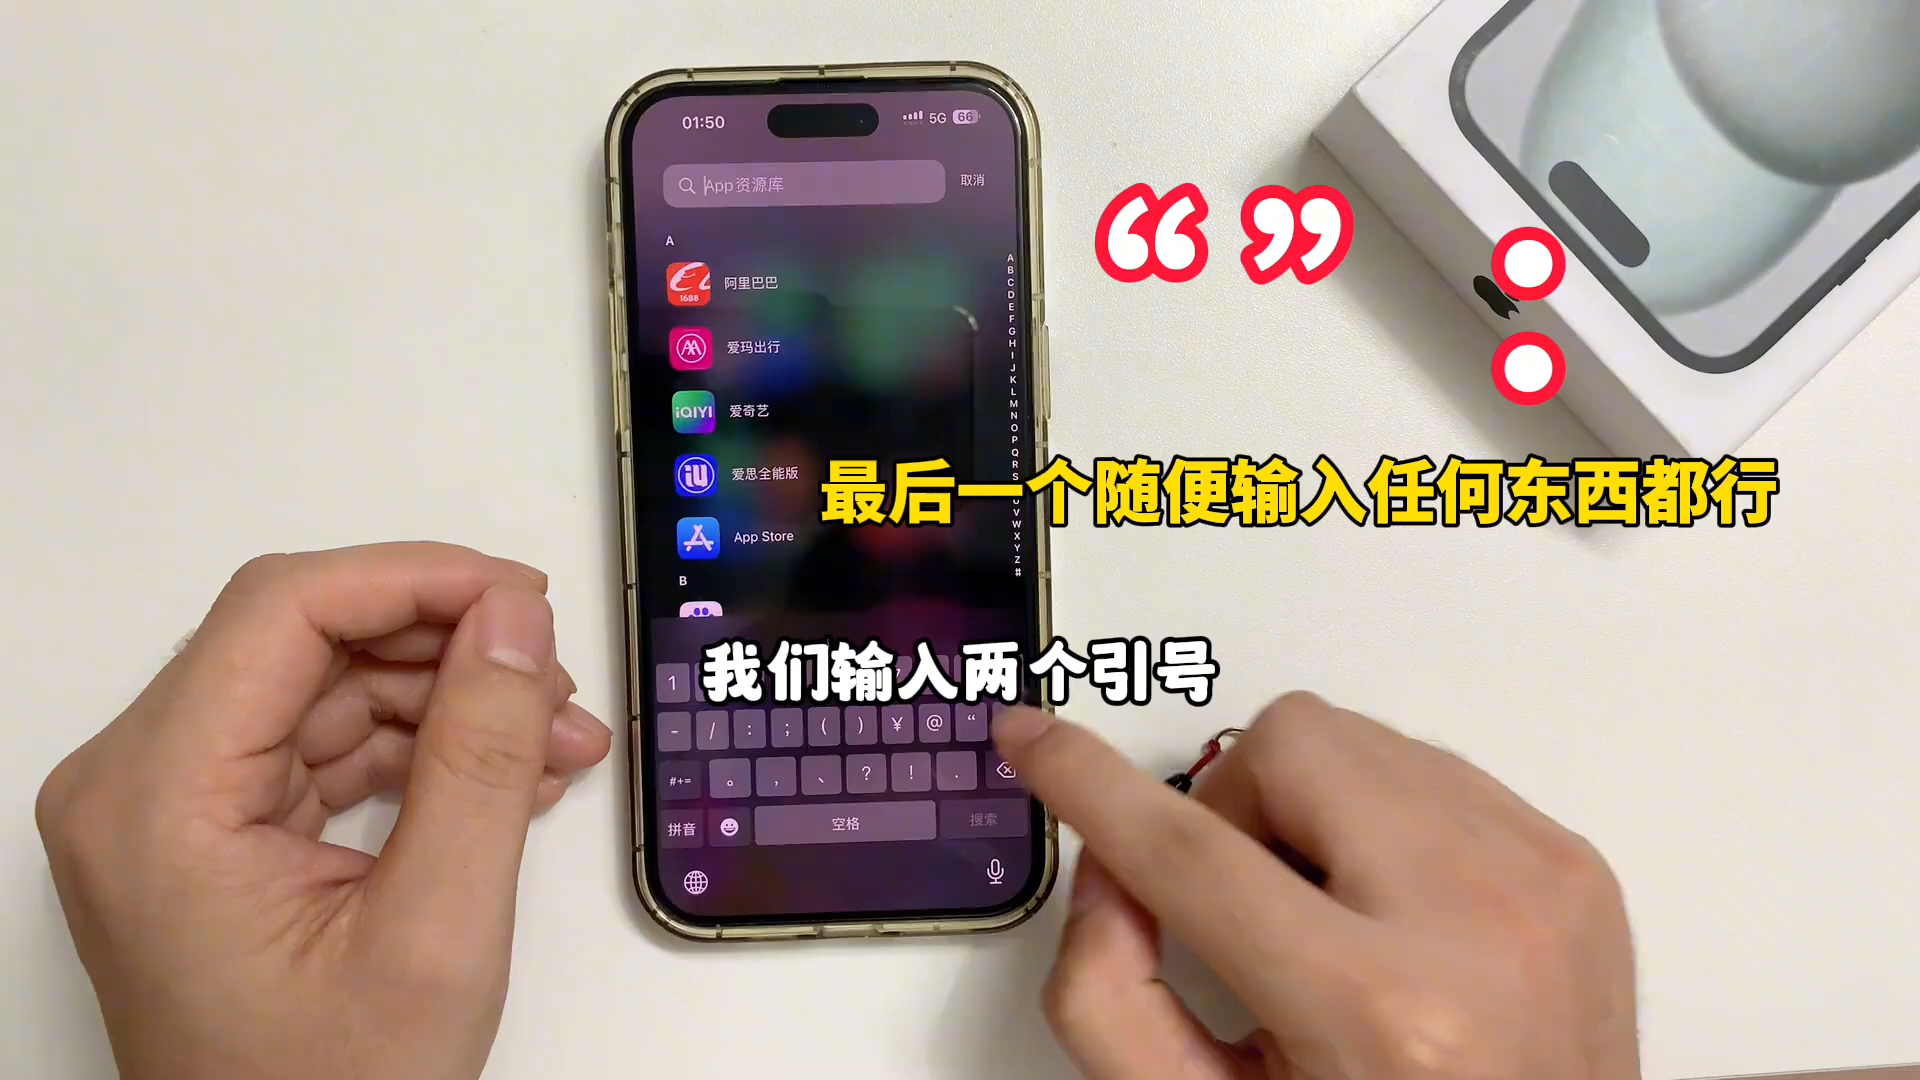 01:50
5G 66
App资源库
取消
A
1688
阿里巴巴
爱玛出行
iQIYI
爱奇艺
爱思全能版
App Store
B
A
B
C
D
E
F
G
H
I
J
K
L
M
N
O
P
Q
R
S
U
V
W
X
Y
Z
#
“ ” :
最后一个随便输入任何东西都行
我们输入两个引号
1
- / : ; ( ) ¥ @ “
#+= 。 , 、 ? ! .
拼音 空格 搜索